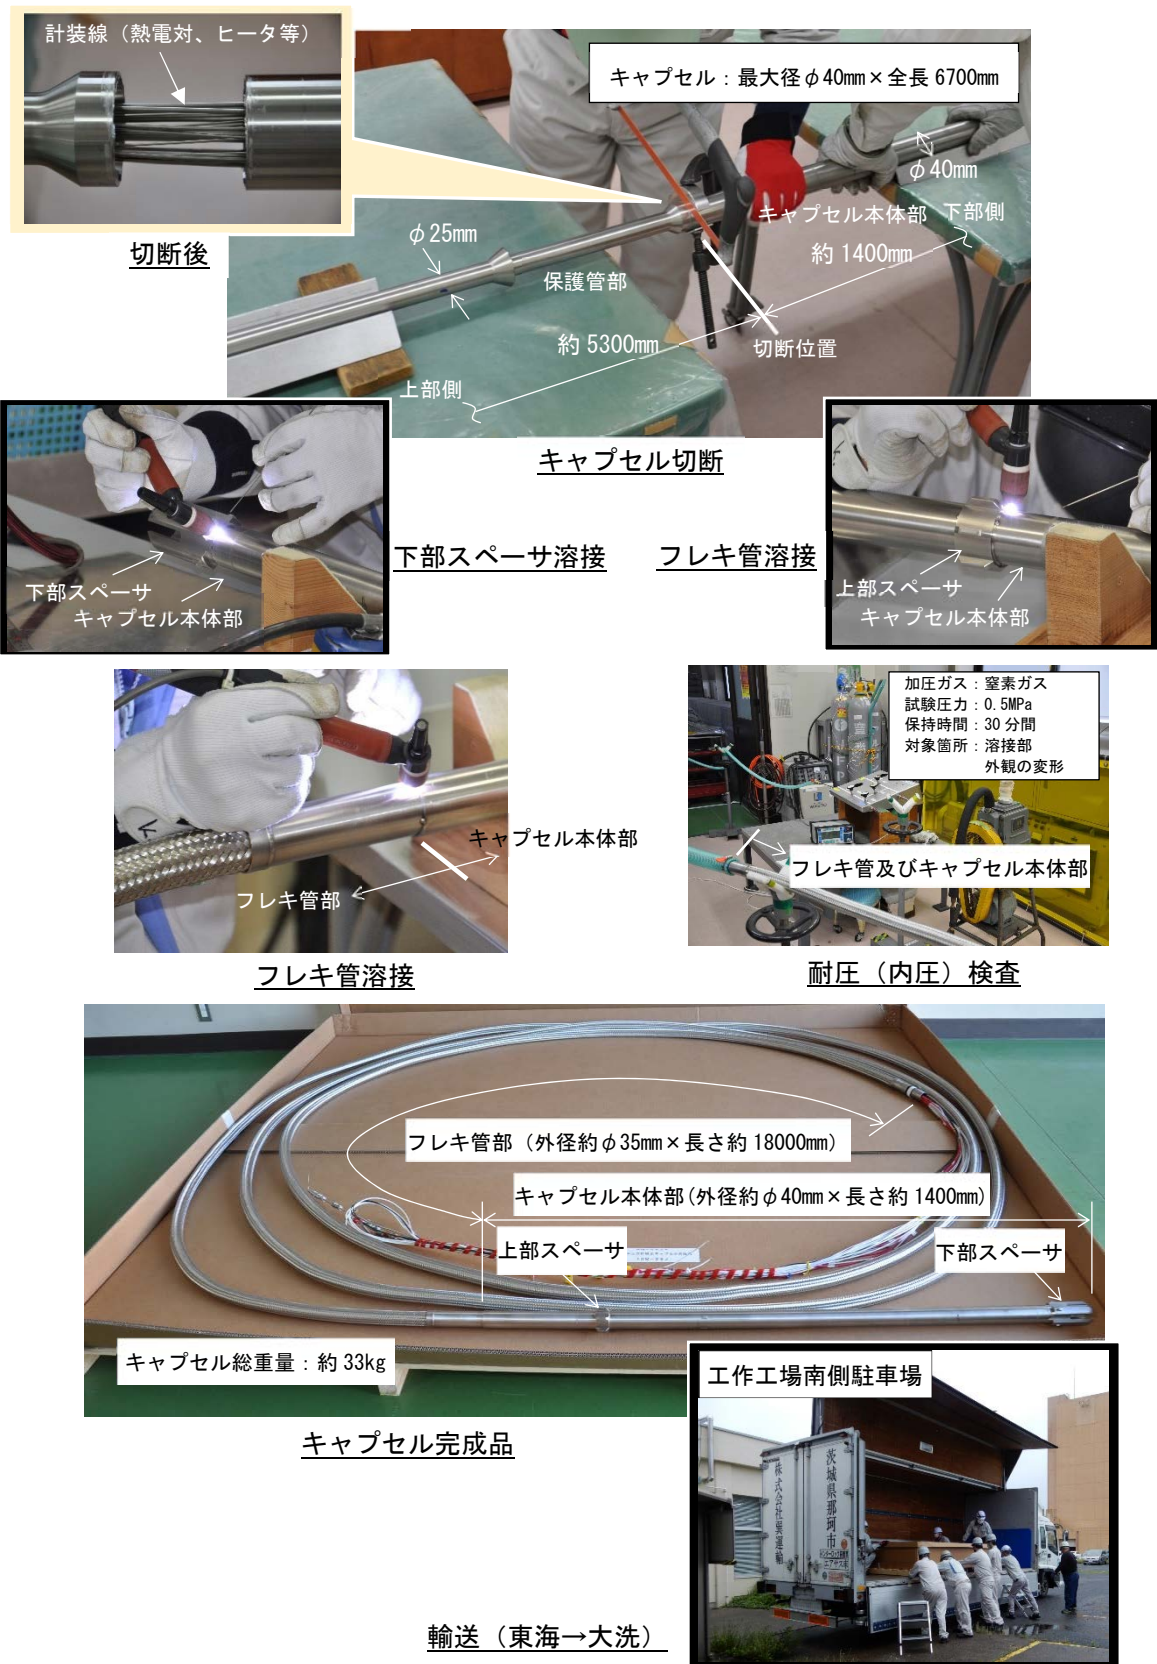 計装線（熱電対、ヒータ等）
切断後
キャプセル：最大径φ40mm×全長6700mm
φ40mm
キャプセル本体部
下部側
約1400mm
φ25mm
保護管部
約5300mm
切断位置
上部側
キャプセル切断
下部スペーサ
キャプセル本体部
下部スペーサ溶接
フレキ管溶接
上部スペーサ
キャプセル本体部
キャプセル本体部
フレキ管部
フレキ管溶接
加圧ガス：窒素ガス
試験圧力：0.5MPa
保持時間：30分間
対象箇所：溶接部
外観の変形
フレキ管及びキャプセル本体部
耐圧（内圧）検査
フレキ管部（外径約φ35mm×長さ約18000mm）
キャプセル本体部(外径約φ40mm×長さ約1400mm)
上部スペーサ
下部スペーサ
キャプセル総重量：約33kg
キャプセル完成品
工作工場南側駐車場
茨城県那珂市
株式会社巽運輸
エアサス車
輸送（東海→大洗）